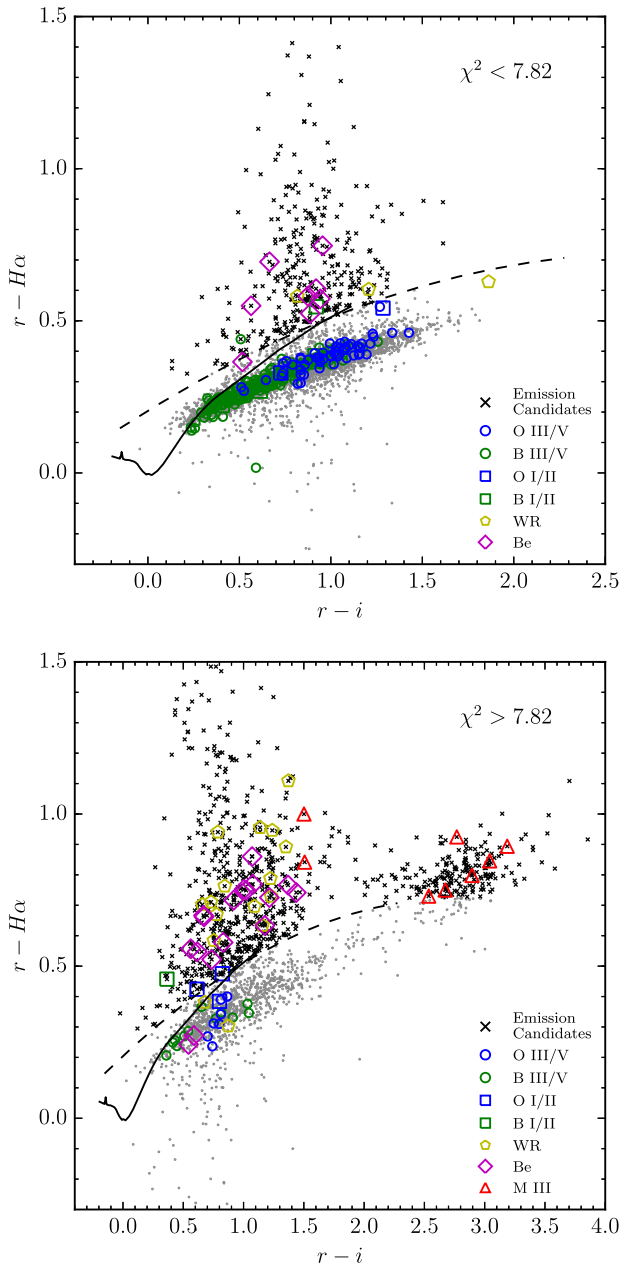 1.5
1.0
0.5
0.0
r − Hα
χ² < 7.82
Emission
Candidates
O III/V
B III/V
O I/II
B I/II
WR
Be
0.0 0.5 1.0 1.5 2.0 2.5
r − i
1.5
1.0
0.5
0.0
r − Hα
χ² > 7.82
Emission
Candidates
O III/V
B III/V
O I/II
B I/II
WR
Be
M III
0.0 0.5 1.0 1.5 2.0 2.5 3.0 3.5 4.0
r − i